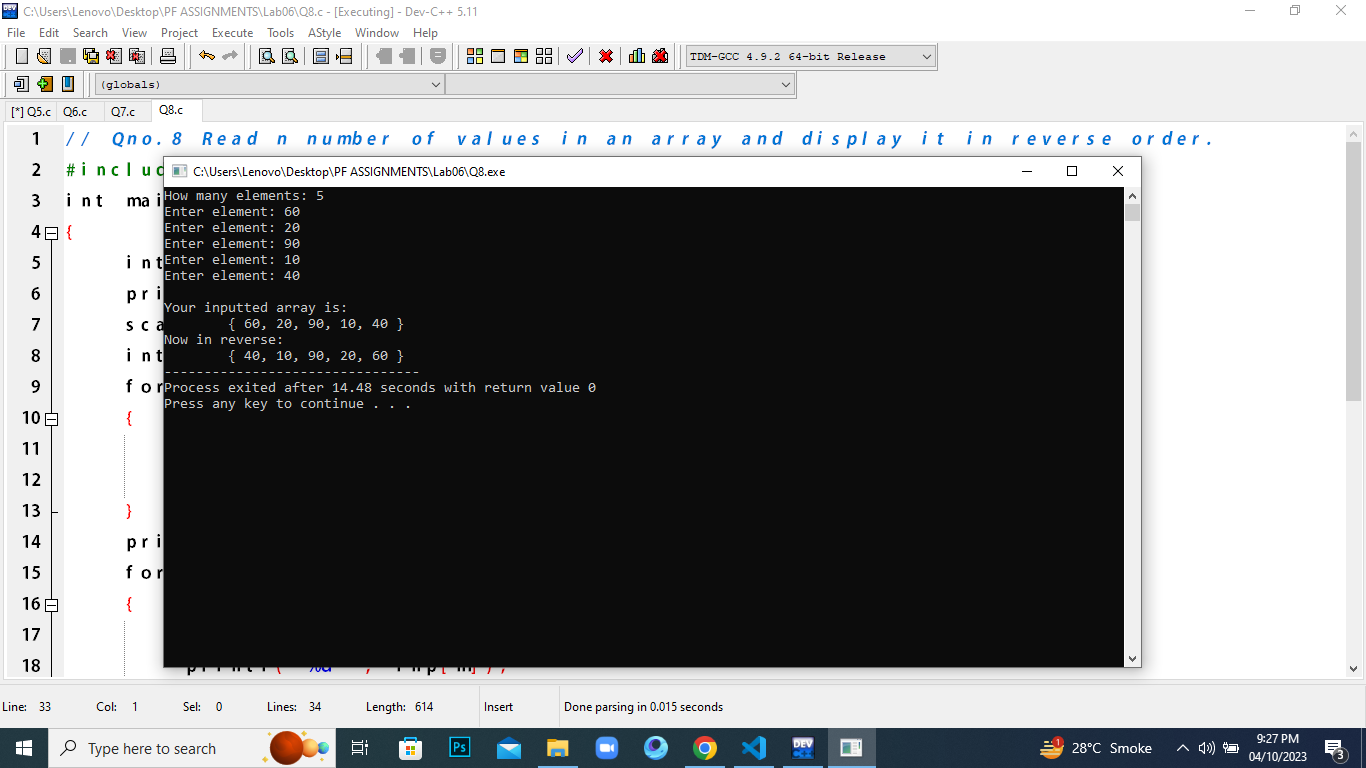 C:\Users\Lenovo\Desktop\PF ASSIGNMENTS\Lab06\Q8.c - [Executing] - Dev-C++ 5.11
File Edit Search View Project Execute Tools AStyle Window Help
TDM-GCC 4.9.2 64-bit Release
(globals)
[*] Q5.c Q6.c Q7.c Q8.c
1 // Qno. 8 Read n number of values in an array and display it in reverse order.
2 #includ
3 int mai
4 {
5 int
6 pri
7 sca
8 int
9 for
10 {
11
12
13 }
14 pri
15 for
16 {
17
18
C:\Users\Lenovo\Desktop\PF ASSIGNMENTS\Lab06\Q8.exe
How many elements: 5
Enter element: 60
Enter element: 20
Enter element: 90
Enter element: 10
Enter element: 40
Your inputted array is:
{ 60, 20, 90, 10, 40 }
Now in reverse:
{ 40, 10, 90, 20, 60 }
--------------------------------
Process exited after 14.48 seconds with return value 0
Press any key to continue . . .
Line: 33 Col: 1 Sel: 0 Lines: 34 Length: 614 Insert Done parsing in 0.015 seconds
Type here to search
Ps
DEV
1
28°C Smoke
9:27 PM
04/10/2023
3